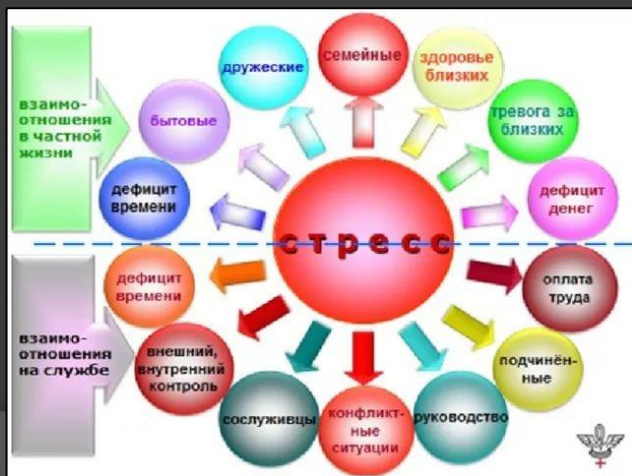 взаимо-
отношения
в частной
жизни
дефицит
времени
бытовые
дружеские
семейные
здоровье
близких
тревога за
близких
дефицит
денег
стресс
взаимо-
отношения
на службе
дефицит
времени
внешний,
внутренний
контроль
сослуживцы
конфликт-
ные
ситуации
руководство
подчинён-
ные
оплата
труда